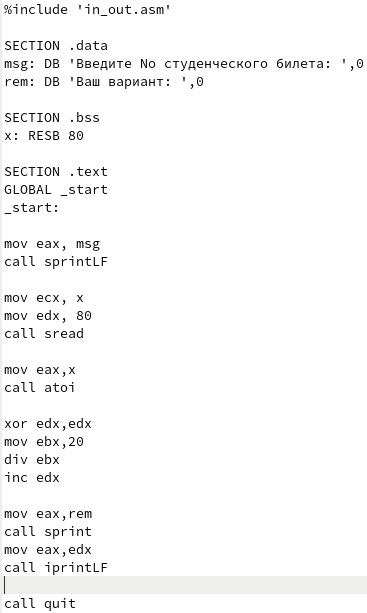 %include 'in_out.asm'
SECTION .data
msg: DB 'Введите No студенческого билета: ',0
rem: DB 'Ваш вариант: ',0
SECTION .bss
x: RESB 80
SECTION .text
GLOBAL _start
_start:
mov eax, msg
call sprintLF
mov ecx, x
mov edx, 80
call sread
mov eax,x
call atoi
xor edx,edx
mov ebx,20
div ebx
inc edx
mov eax,rem
call sprint
mov eax,edx
call iprintLF
call quit